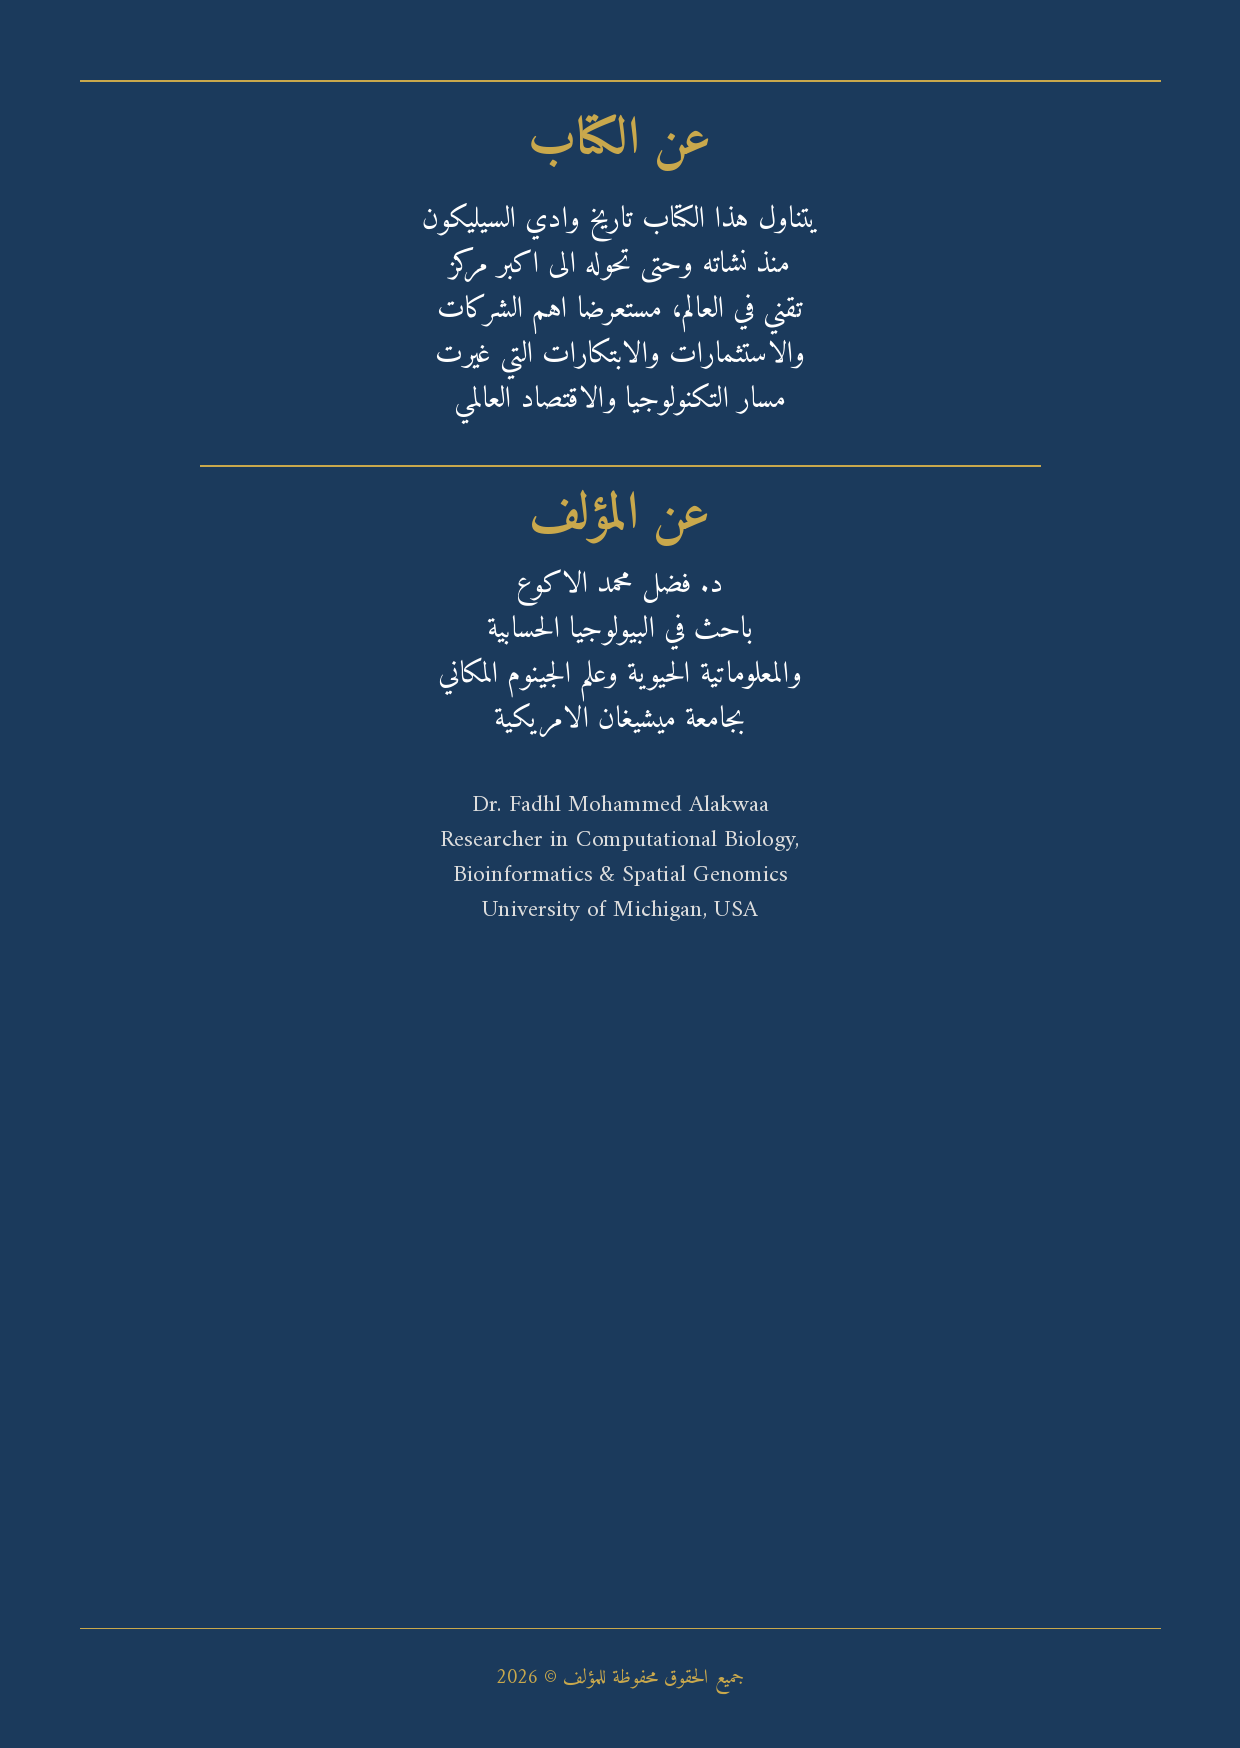 عن الكتاب
يتناول هذا الكتاب تاريخ وادي السيليكون
منذ نشاته وحتى تحوله الى اكبر مركز
تقني في العالم، مستعرضا اهم الشركات
والاستثمارات والابتكارات التي غيرت
مسار التكنولوجيا والاقتصاد العالمي
عن المؤلف
د. فضل محمد الاكوع
باحث في البيولوجيا الحسابية
والمعلوماتية الحيوية وعلم الجينوم المكاني
بجامعة ميشيغان الامريكية
Dr. Fadhl Mohammed Alakwaa
Researcher in Computational Biology,
Bioinformatics & Spatial Genomics
University of Michigan, USA
جميع الحقوق محفوظة للمؤلف © 2026